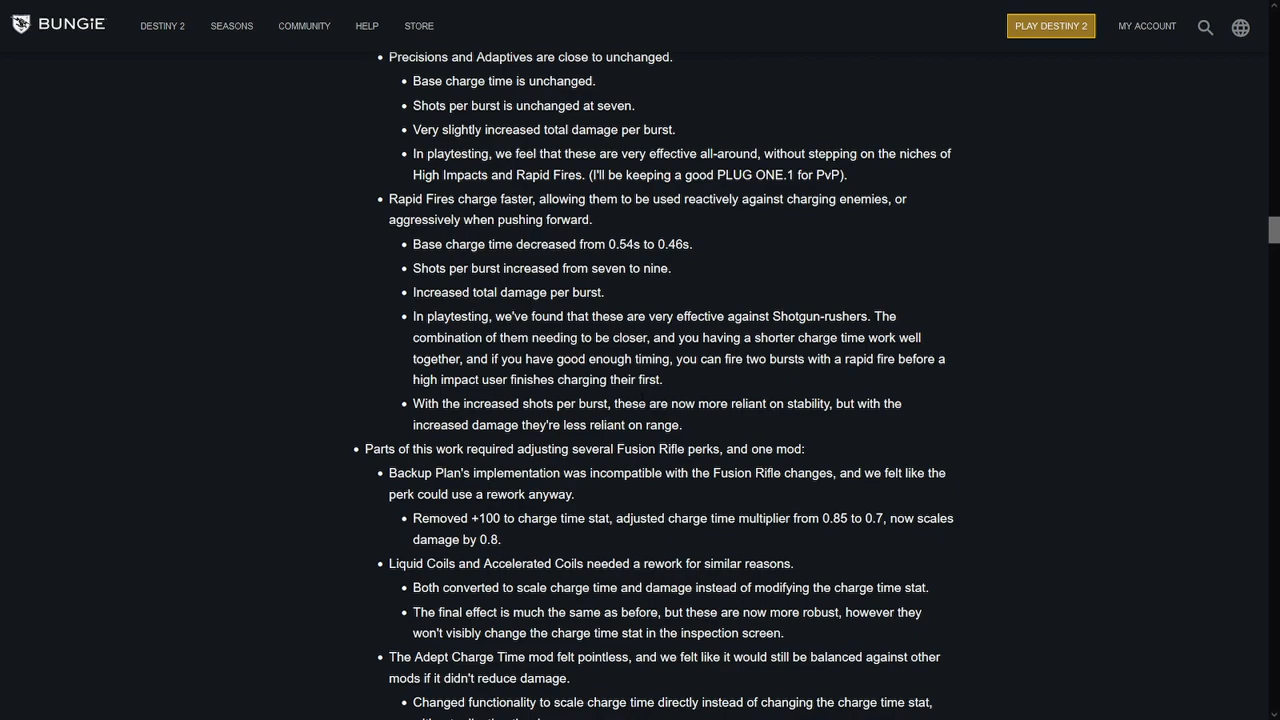 BUNGiE
DESTINY 2
SEASONS
COMMUNITY
HELP
STORE
PLAY DESTINY 2
MY ACCOUNT
• Precisions and Adaptives are close to unchanged.
• Base charge time is unchanged.
• Shots per burst is unchanged at seven.
• Very slightly increased total damage per burst.
• In playtesting, we feel that these are very effective all-around, without stepping on the niches of
High Impacts and Rapid Fires. (I'll be keeping a good PLUG ONE.1 for PvP).
• Rapid Fires charge faster, allowing them to be used reactively against charging enemies, or
aggressively when pushing forward.
• Base charge time decreased from 0.54s to 0.46s.
• Shots per burst increased from seven to nine.
• Increased total damage per burst.
• In playtesting, we've found that these are very effective against Shotgun-rushers. The
combination of them needing to be closer, and you having a shorter charge time work well
together, and if you have good enough timing, you can fire two bursts with a rapid fire before a
high impact user finishes charging their first.
• With the increased shots per burst, these are now more reliant on stability, but with the
increased damage they're less reliant on range.
• Parts of this work required adjusting several Fusion Rifle perks, and one mod:
• Backup Plan's implementation was incompatible with the Fusion Rifle changes, and we felt like the
perk could use a rework anyway.
• Removed +100 to charge time stat, adjusted charge time multiplier from 0.85 to 0.7, now scales
damage by 0.8.
• Liquid Coils and Accelerated Coils needed a rework for similar reasons.
• Both converted to scale charge time and damage instead of modifying the charge time stat.
• The final effect is much the same as before, but these are now more robust, however they
won't visibly change the charge time stat in the inspection screen.
• The Adept Charge Time mod felt pointless, and we felt like it would still be balanced against other
mods if it didn't reduce damage.
• Changed functionality to scale charge time directly instead of changing the charge time stat,